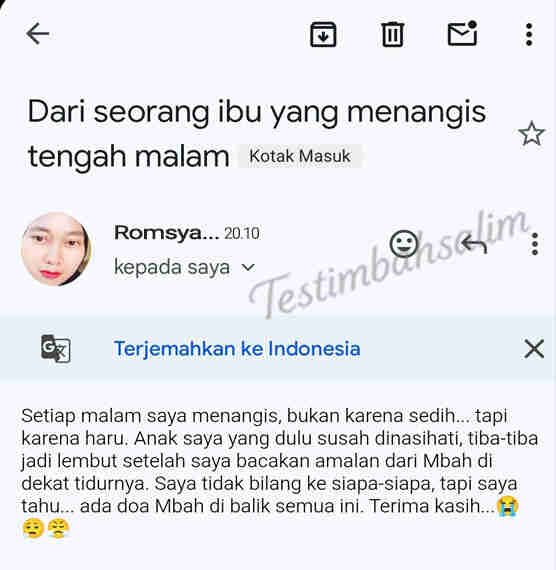 Dari seorang ibu yang menangis
tengah malam Kotak Masuk
Romsya... 20.10
kepada saya
Testimbahsalim
Terjemahkan ke Indonesia
Setiap malam saya menangis, bukan karena sedih... tapi
karena haru. Anak saya yang dulu susah dinasihati, tiba-tiba
jadi lembut setelah saya bacakan amalan dari Mbah di
dekat tidurnya. Saya tidak bilang ke siapa-siapa, tapi saya
tahu... ada doa Mbah di balik semua ini. Terima kasih...😭
😮‍💨😤